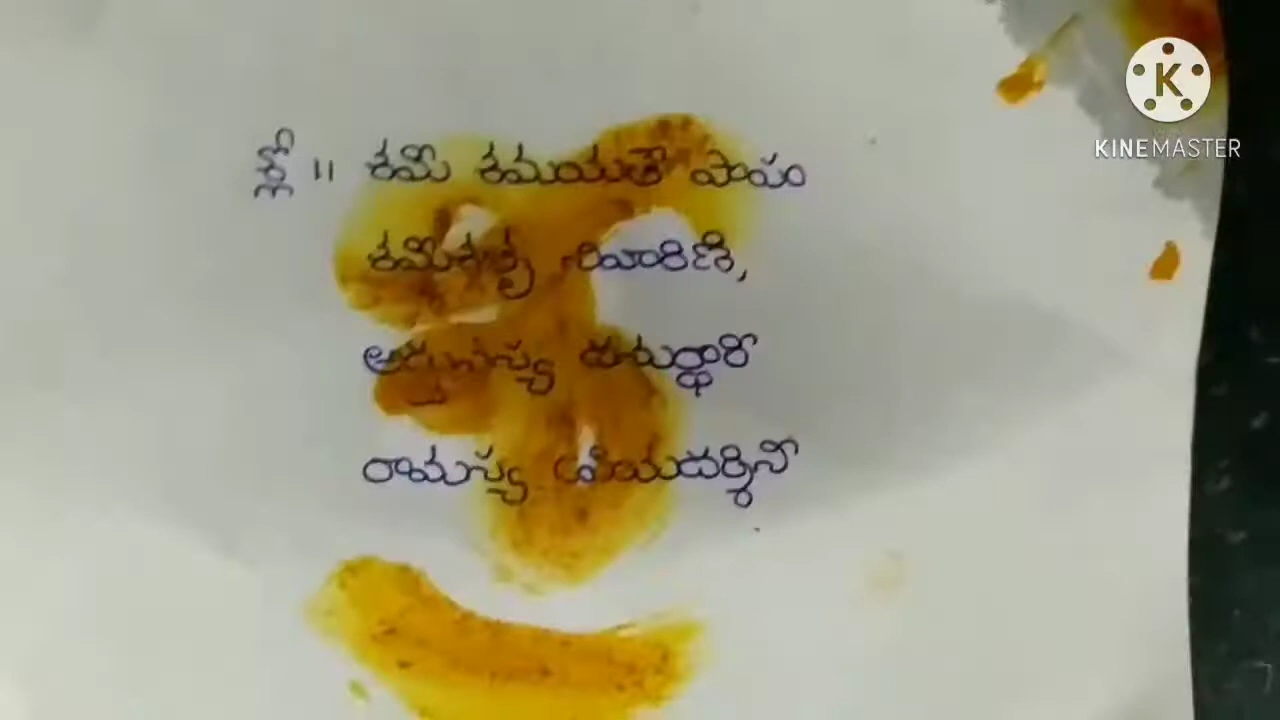 శ్లో ॥ శమీ శమయతే పాపం
శమీశత్రు రివారిణీ,
అర్జునస్య ధనుర్ధారీ
రామస్య ప్రియదర్శినీ
KINEMASTER